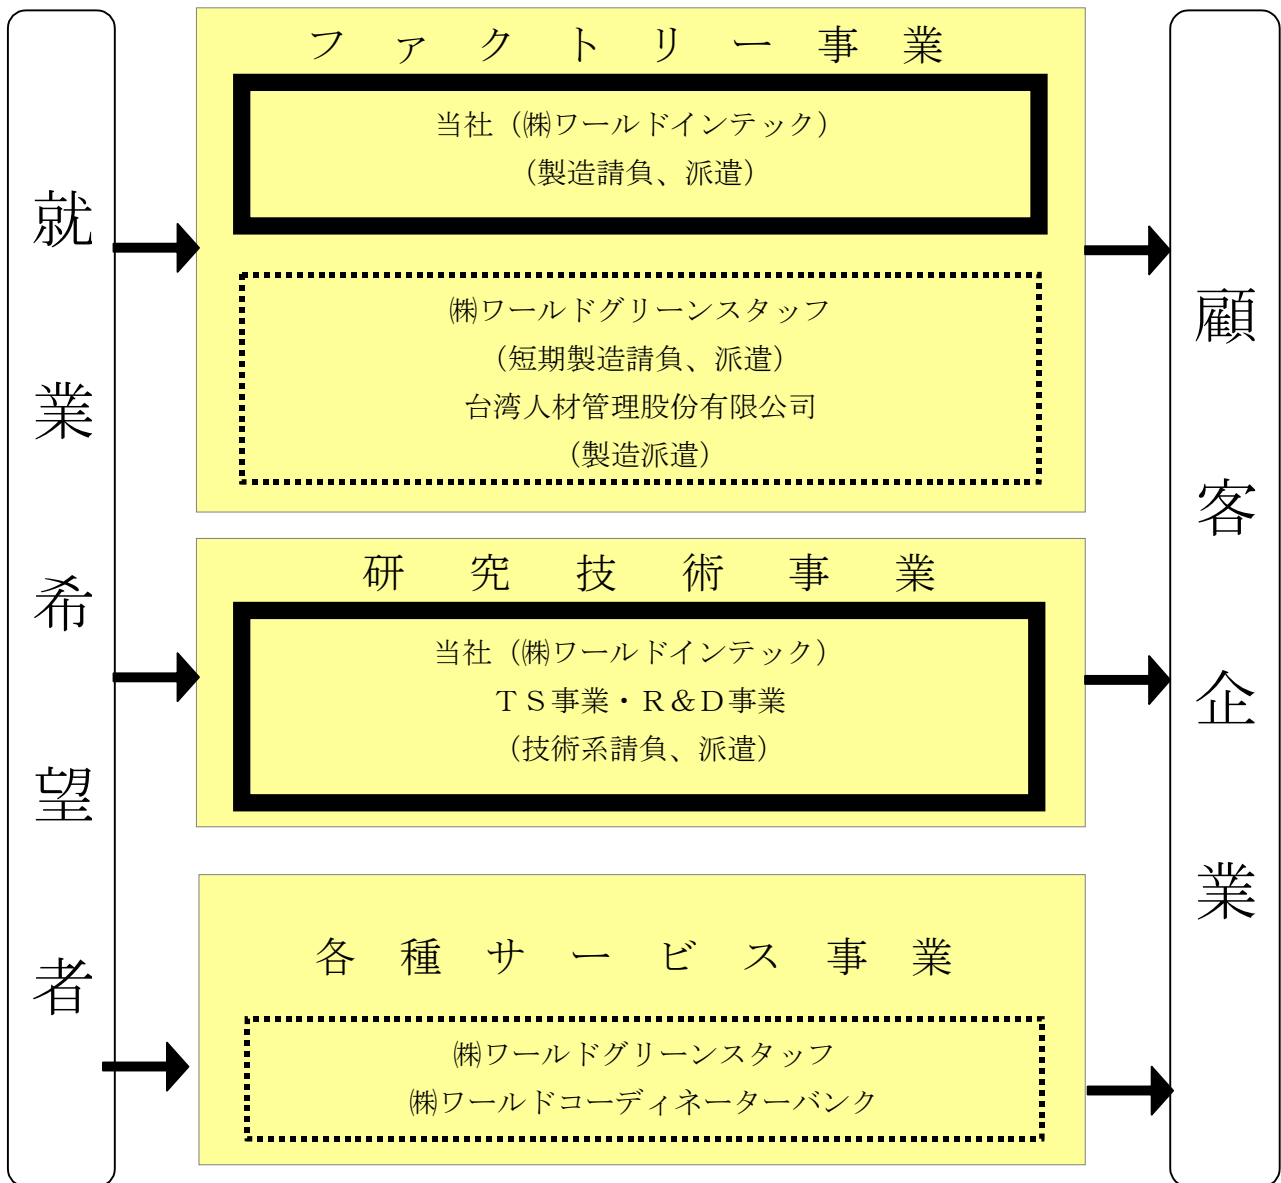 就業希望者
ファクトリー事業
当社（㈱ワールドインテック）
（製造請負、派遣）
㈱ワールドグリーンスタッフ
（短期製造請負、派遣）
台湾人材管理股份有限公司
（製造派遣）
研究技術事業
当社（㈱ワールドインテック）
ＴＳ事業・Ｒ＆Ｄ事業
（技術系請負、派遣）
各種サービス事業
㈱ワールドグリーンスタッフ
㈱ワールドコーディネーターバンク
顧客企業